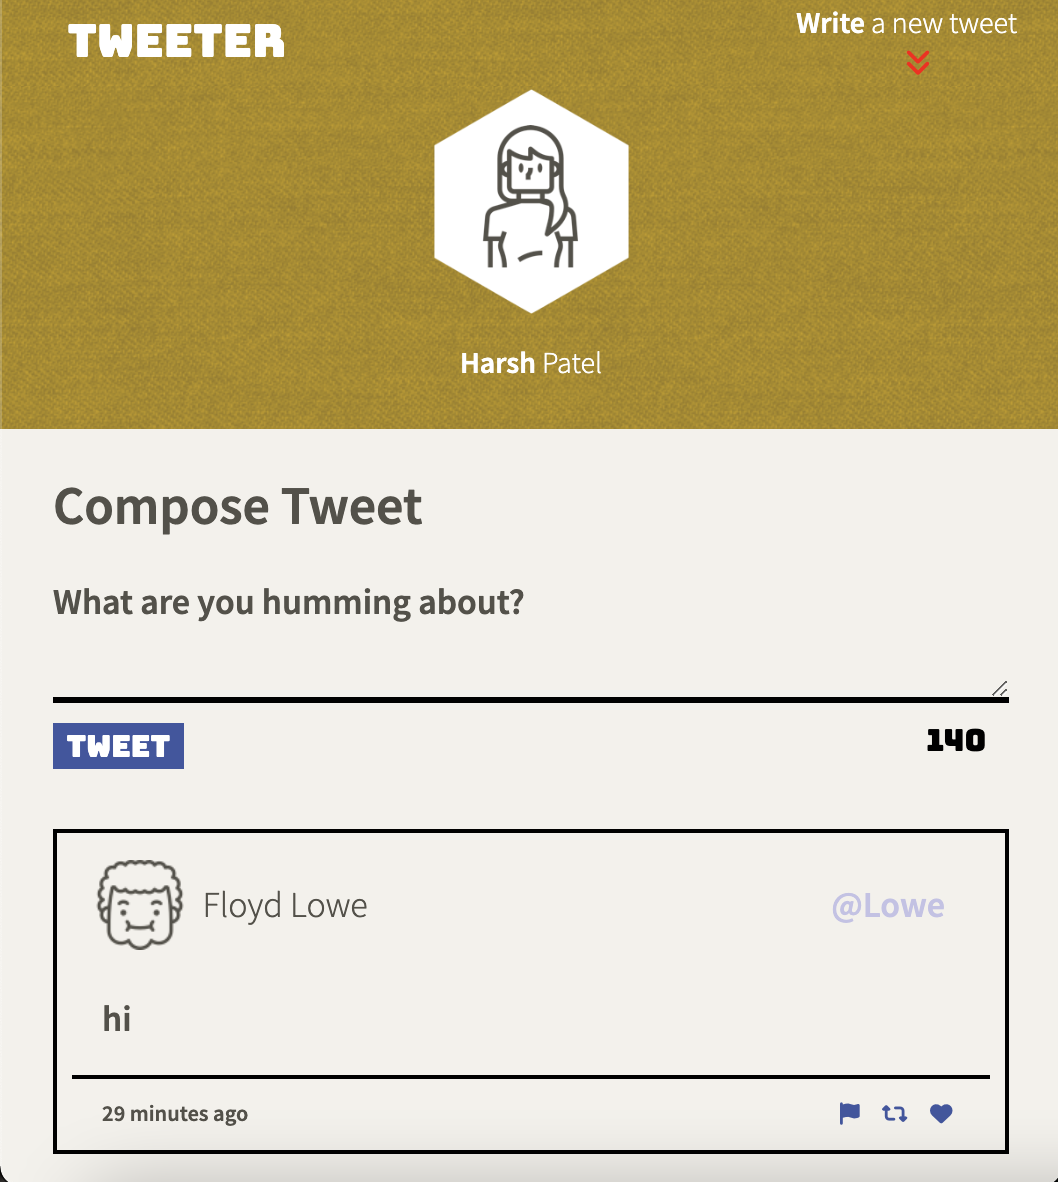 TWEETER
Write a new tweet
Harsh Patel
Compose Tweet
What are you humming about?
TWEET
140
Floyd Lowe
@Lowe
hi
29 minutes ago